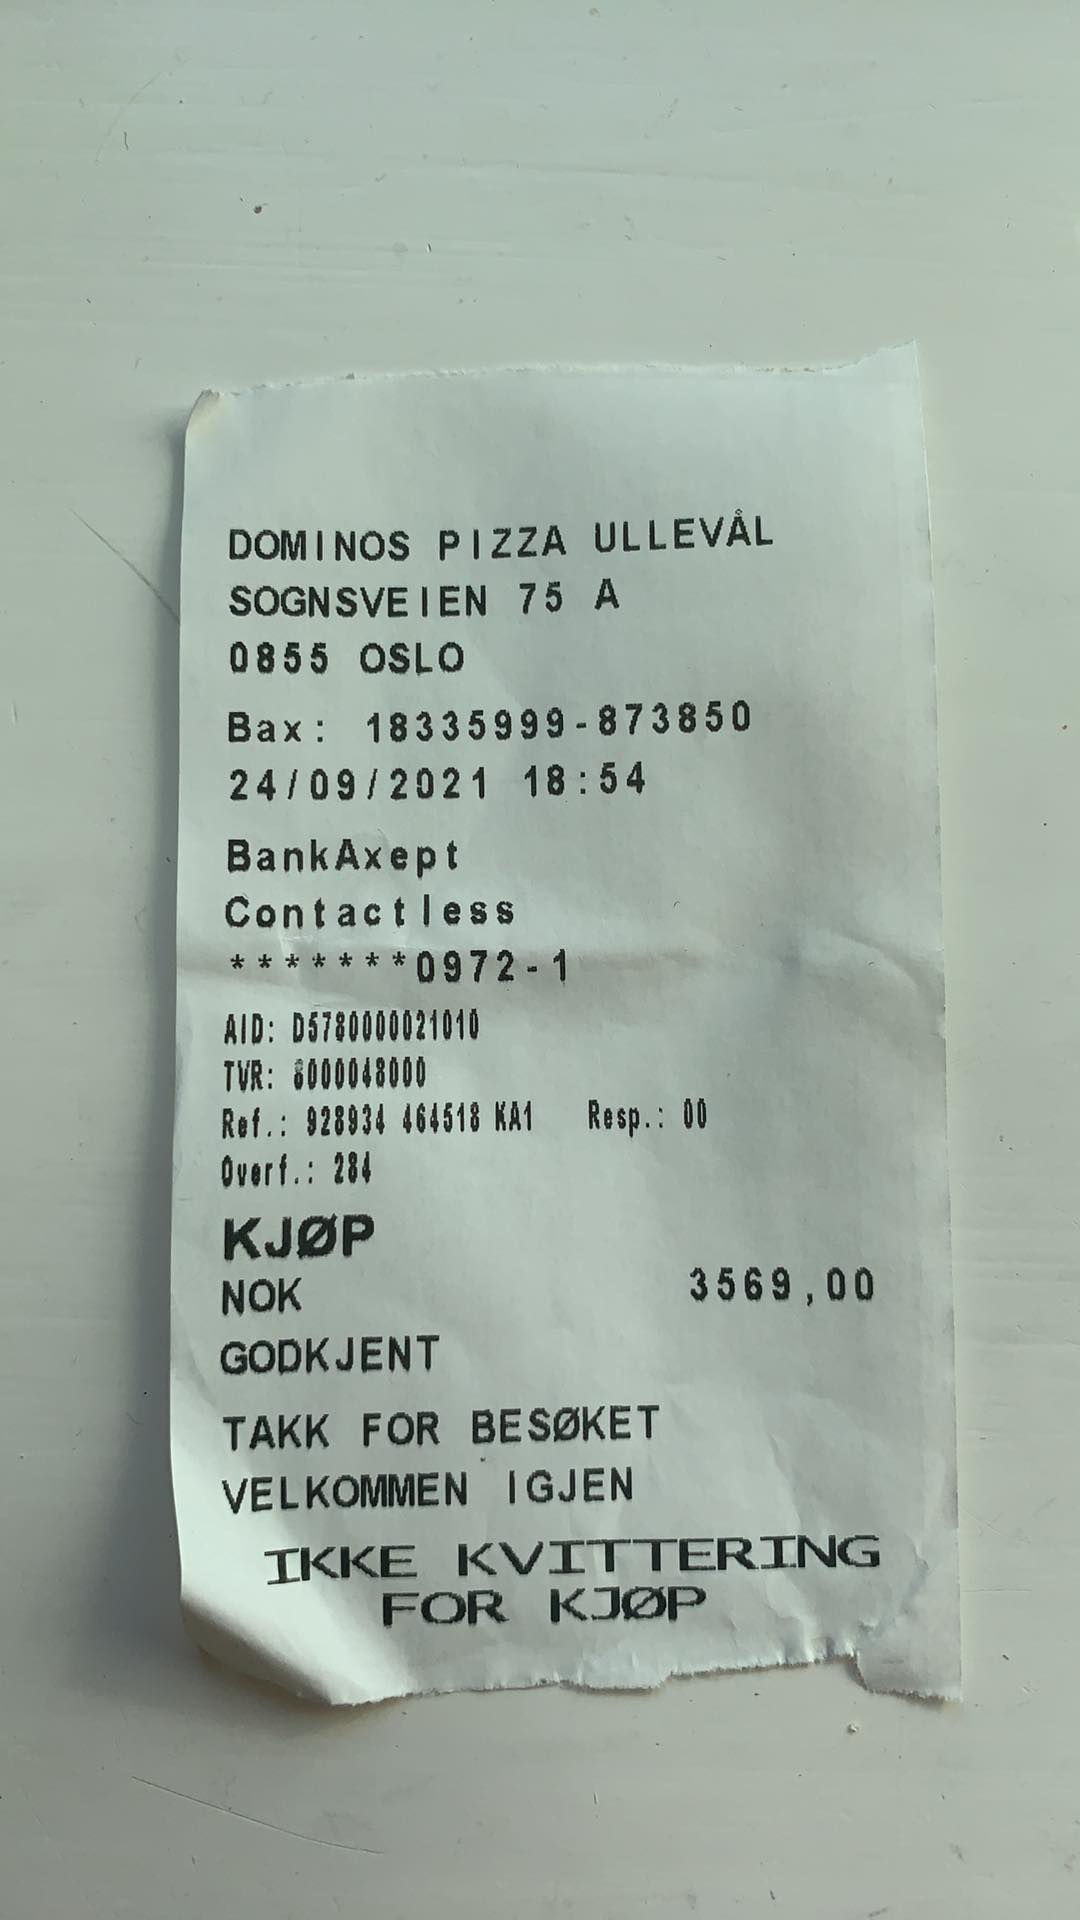 DOMINOS PIZZA ULLEVÅL
SOGNSVEIEN 75 A
0855 OSLO
Bax: 18335999-873850
24/09/2021 18:54
BankAxept
Contactless
*******0972-1
AID: D5780000021010
TVR: 8000048000
Ref.: 928934 464518 KA1 Resp.: 00
Overf.: 284
KJØP
NOK 3569,00
GODKJENT
TAKK FOR BESØKET
VELKOMMEN IGJEN
IKKE KVITTERING
FOR KJØP